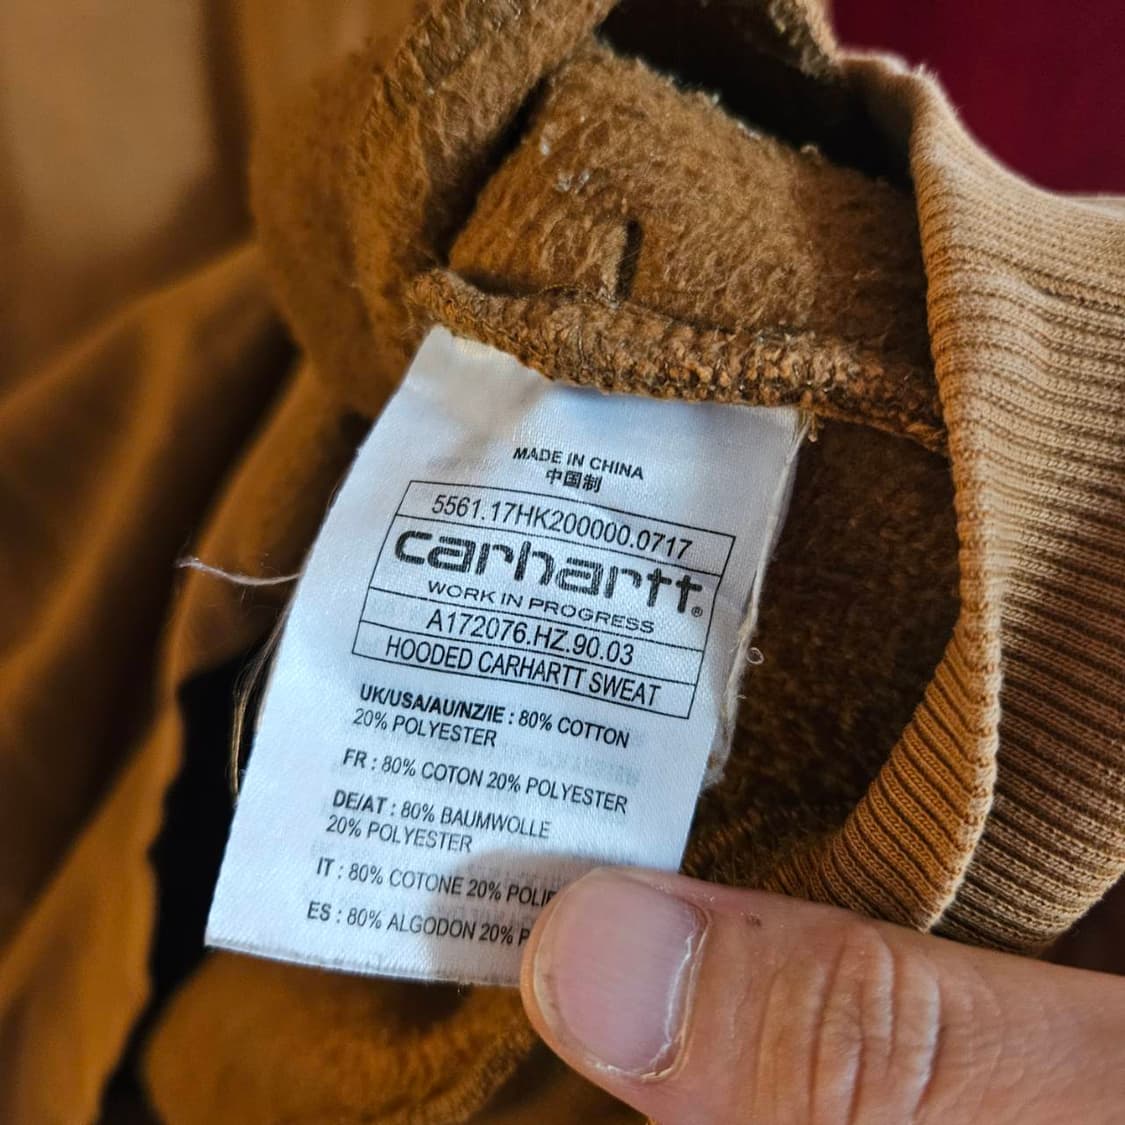 MADE IN CHINA
中国制
5561.17HK200000.0717
carhartt®
WORK IN PROGRESS
A172076.HZ.90.03
HOODED CARHARTT SWEAT
UK/USA/AU/NZ/IE : 80% COTTON
20% POLYESTER
FR : 80% COTON 20% POLYESTER
DE/AT : 80% BAUMWOLLE
20% POLYESTER
IT : 80% COTONE 20%
ES : 80% ALGODON 20%